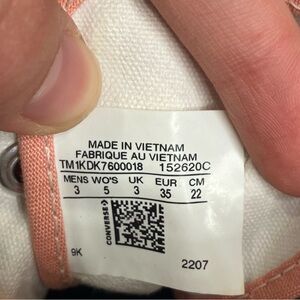 MADE IN VIETNAM
FABRIQUE AU VIETNAM
TM1KDK7600018 152620C
MENS WO'S UK EUR CM
3 5 3 35 22
CONVERSE
9K
2207